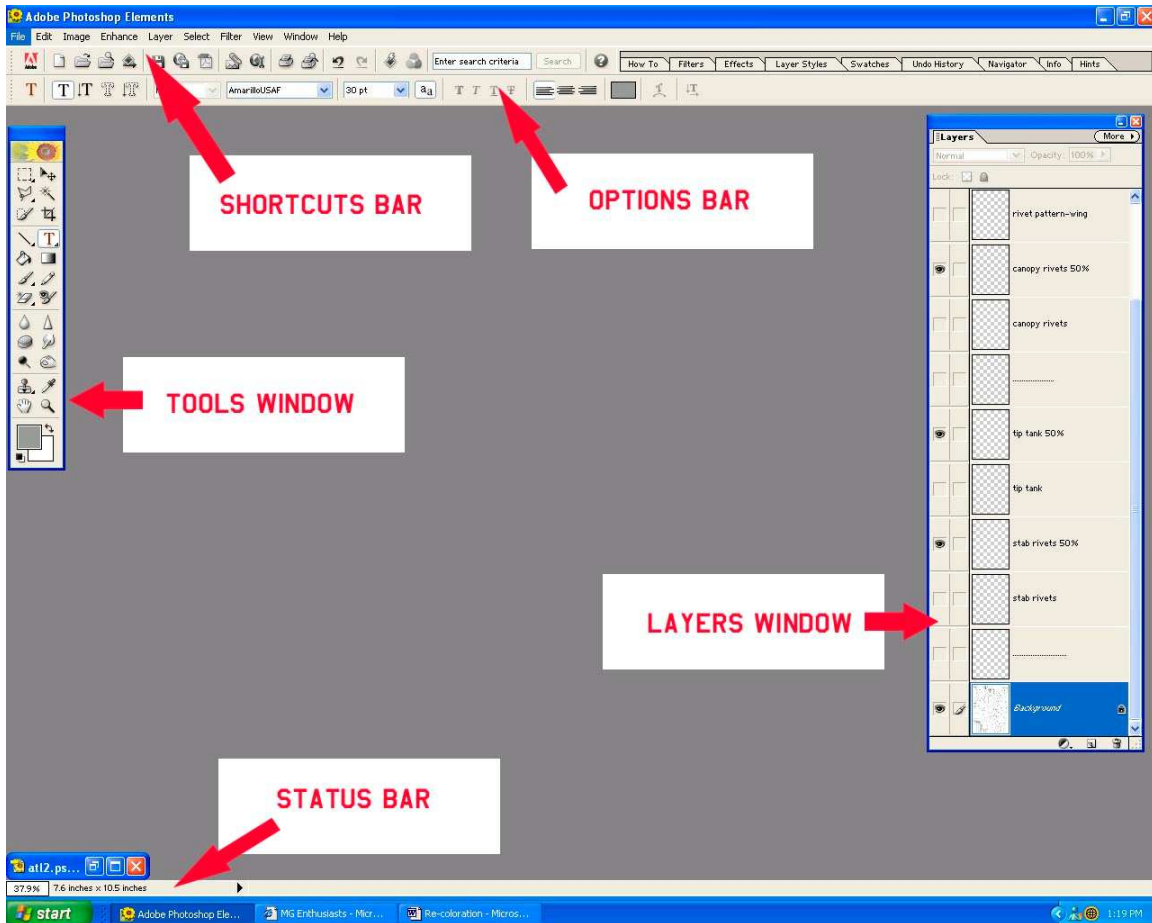 Adobe Photoshop Elements
File Edit Image Enhance Layer Select Filter View Window Help
Enter search criteria Search How To Filters Effects Layer Styles Swatches Undo History Navigator Info Hints
AmarilloUSAF 30 pt
Layers More
Normal Opacity: 100%
Lock:
SHORTCUTS BAR
OPTIONS BAR
rivet pattern-wing
canopy rivets 50%
canopy rivets
...................
TOOLS WINDOW
tip tank 50%
tip tank
stab rivets 50%
stab rivets
LAYERS WINDOW
.........................
Background
STATUS BAR
atl2.ps...
37.9% 7.6 inches × 10.5 inches
start Adobe Photoshop Ele... MG Enthusiasts - Micr... Re-coloration - Micros... 1:19 PM